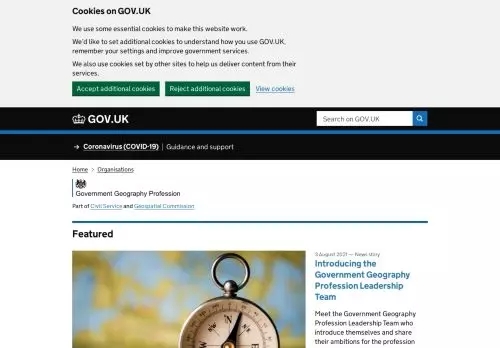 Cookies on GOV.UK
We use some essential cookies to make this website work.
We'd like to set additional cookies to understand how you use GOV.UK,
remember your settings and improve government services.
We also use cookies set by other sites to help us deliver content from their
services.
Accept additional cookies Reject additional cookies View cookies
GOV.UK Search on GOV.UK
→ Coronavirus (COVID-19) Guidance and support
Home > Organisations
Government Geography Profession
Part of Civil Service and Geospatial Commission
Featured
3 August 2021 — News story
Introducing the
Government Geography
Profession Leadership
Team
Meet the Government Geography
Profession Leadership Team who
introduce themselves and share
their ambitions for the profession
N